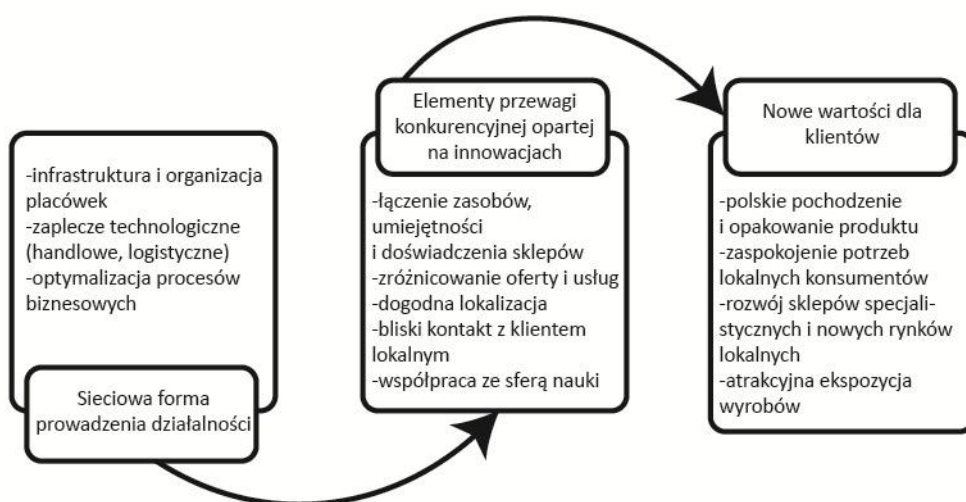 -infrastruktura i organizacja
placówek
-zaplecze technologiczne
(handlowe, logistyczne)
-optymalizacja procesów
biznesowych
Sieciowa forma
prowadzenia działalności
Elementy przewagi
konkurencyjnej opartej
na innowacjach
-łączenie zasobów,
umiejętności
i doświadczenia sklepów
-zróżnicowanie oferty i usług
-dogodna lokalizacja
-bliski kontakt z klientem
lokalnym
-współpraca ze sferą nauki
Nowe wartości dla
klientów
-polskie pochodzenie
i opakowanie produktu
-zaspokojenie potrzeb
lokalnych konsumentów
-rozwój sklepów specjali-
stycznych i nowych rynków
lokalnych
-atrakcyjna ekspozycja
wyrobów